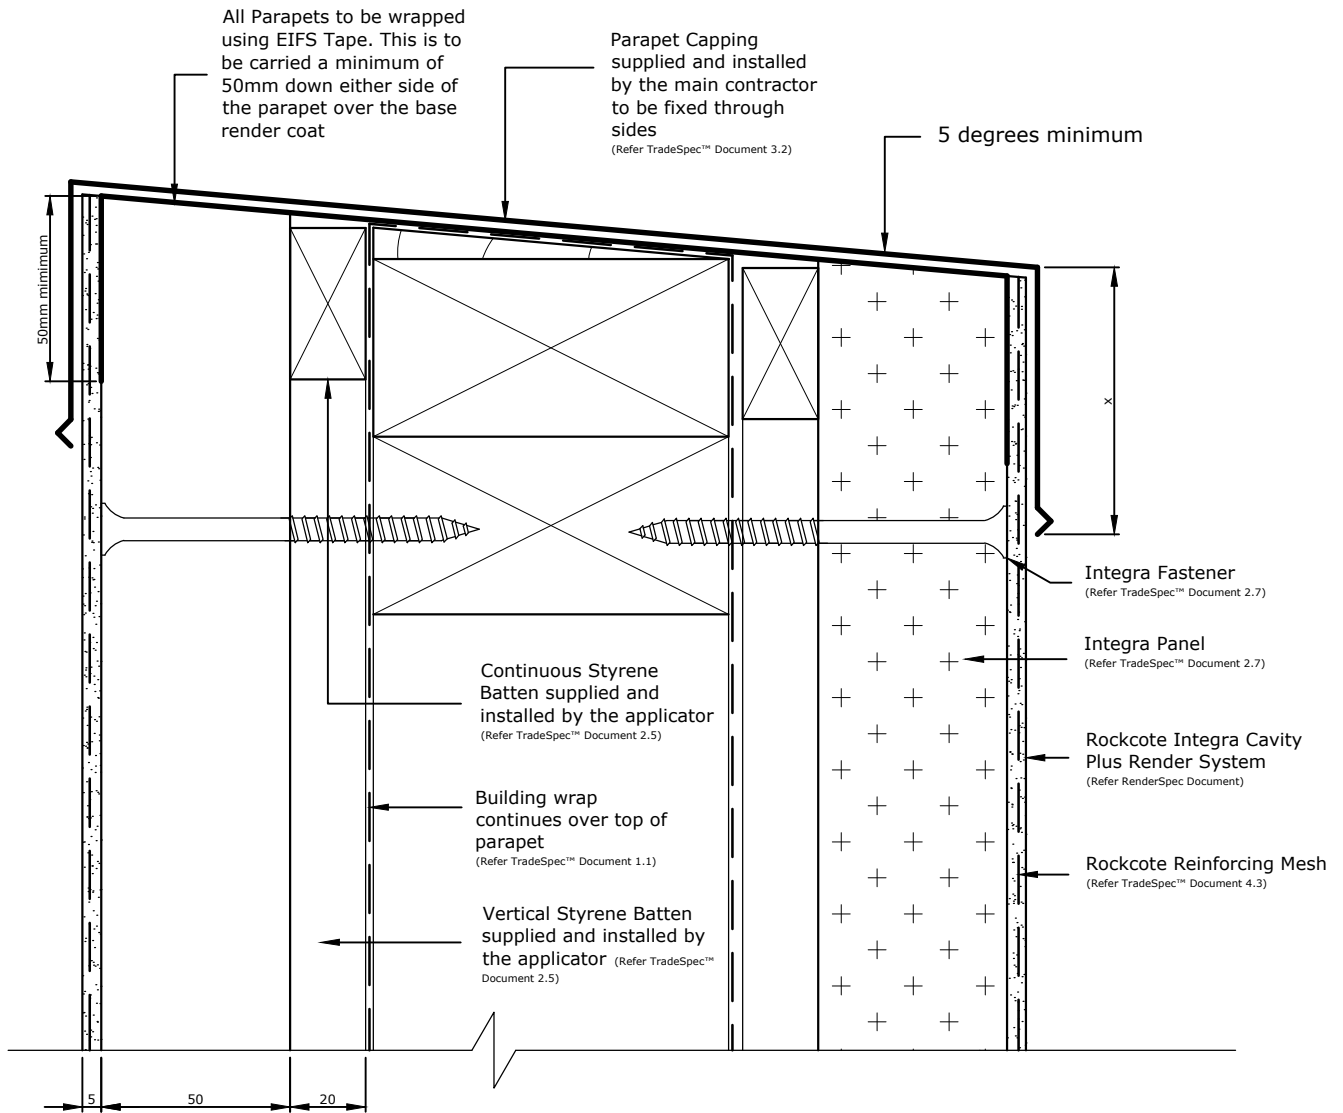 All Parapets to be wrapped
using EIFS Tape. This is to
be carried a minimum of
50mm down either side of
the parapet over the base
render coat
Parapet Capping
supplied and installed
by the main contractor
to be fixed through
sides
(Refer TradeSpec™ Document 3.2)
5 degrees minimum
50mm minimum
x
Integra Fastener
(Refer TradeSpec™ Document 2.7)
Integra Panel
(Refer TradeSpec™ Document 2.7)
Continuous Styrene
Batten supplied and
installed by the applicator
(Refer TradeSpec™ Document 2.5)
Rockcote Integra Cavity
Plus Render System
(Refer RenderSpec Document)
Building wrap
continues over top of
parapet
(Refer TradeSpec™ Document 1.1)
Rockcote Reinforcing Mesh
(Refer TradeSpec™ Document 4.3)
Vertical Styrene Batten
supplied and installed by
the applicator (Refer TradeSpec™
Document 2.5)
5 50 20